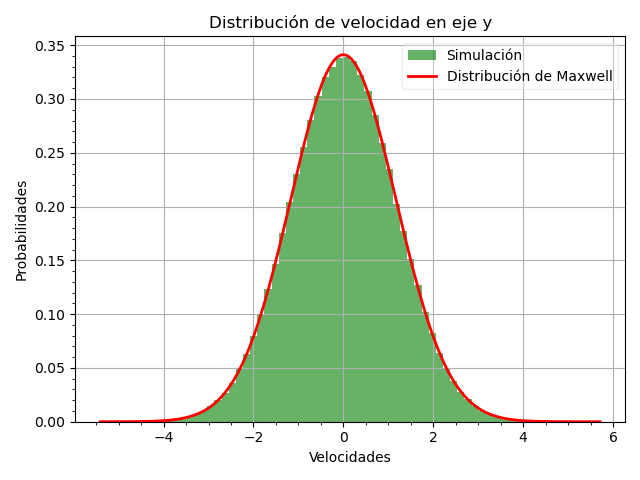 Distribución de velocidad en eje y
Simulación
Distribución de Maxwell
Probabilidades
0.35
0.30
0.25
0.20
0.15
0.10
0.05
0.00
−4 −2 0 2 4 6
Velocidades